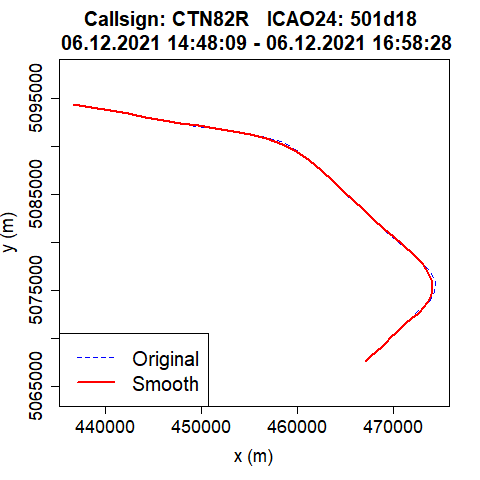 Callsign: CTN82R   ICAO24: 501d18
06.12.2021 14:48:09 - 06.12.2021 16:58:28
5095000
5085000
5075000
5065000
y (m)
Original
Smooth
440000 450000 460000 470000
x (m)